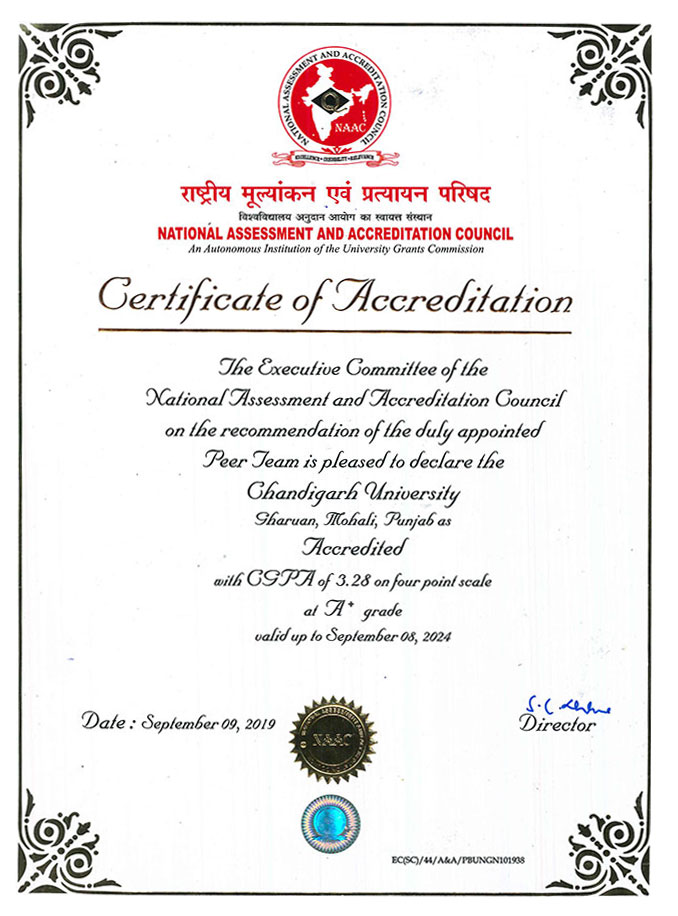 NATIONAL ASSESSMENT AND ACCREDITATION COUNCIL
NAAC
EXCELLENCE • CREDIBILITY • RELEVANCE
राष्ट्रीय मूल्यांकन एवं प्रत्यायन परिषद
विश्वविद्यालय अनुदान आयोग का स्वायत्त संस्थान
NATIONAL ASSESSMENT AND ACCREDITATION COUNCIL
An Autonomous Institution of the University Grants Commission
Certificate of Accreditation
The Executive Committee of the
National Assessment and Accreditation Council
on the recommendation of the duly appointed
Peer Team is pleased to declare the
Chandigarh University
Gharuan, Mohali, Punjab as
Accredited
with CGPA of 3.28 on four point scale
at A+ grade
valid up to September 08, 2024
Date : September 09, 2019
NAAC
Director
EC(SC)/44/A&A/PBUNGN101938